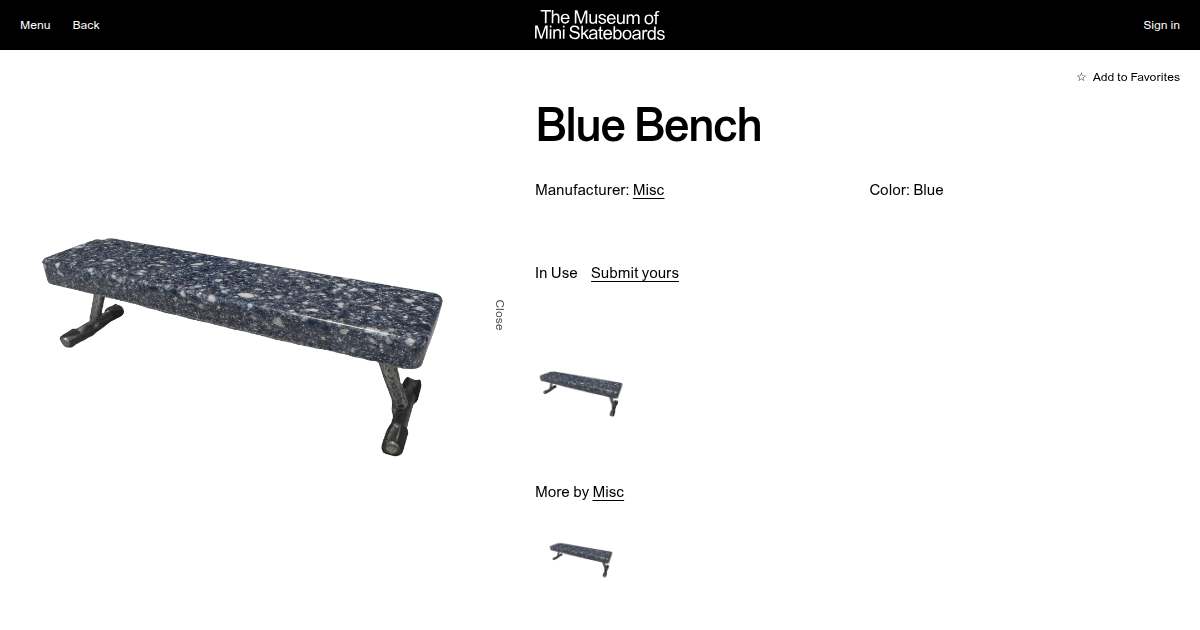 Menu
Back
The Museum of
Mini Skateboards
Sign in
☆ Add to Favorites
Blue Bench
Manufacturer: Misc
Color: Blue
In Use Submit yours
Close
More by Misc